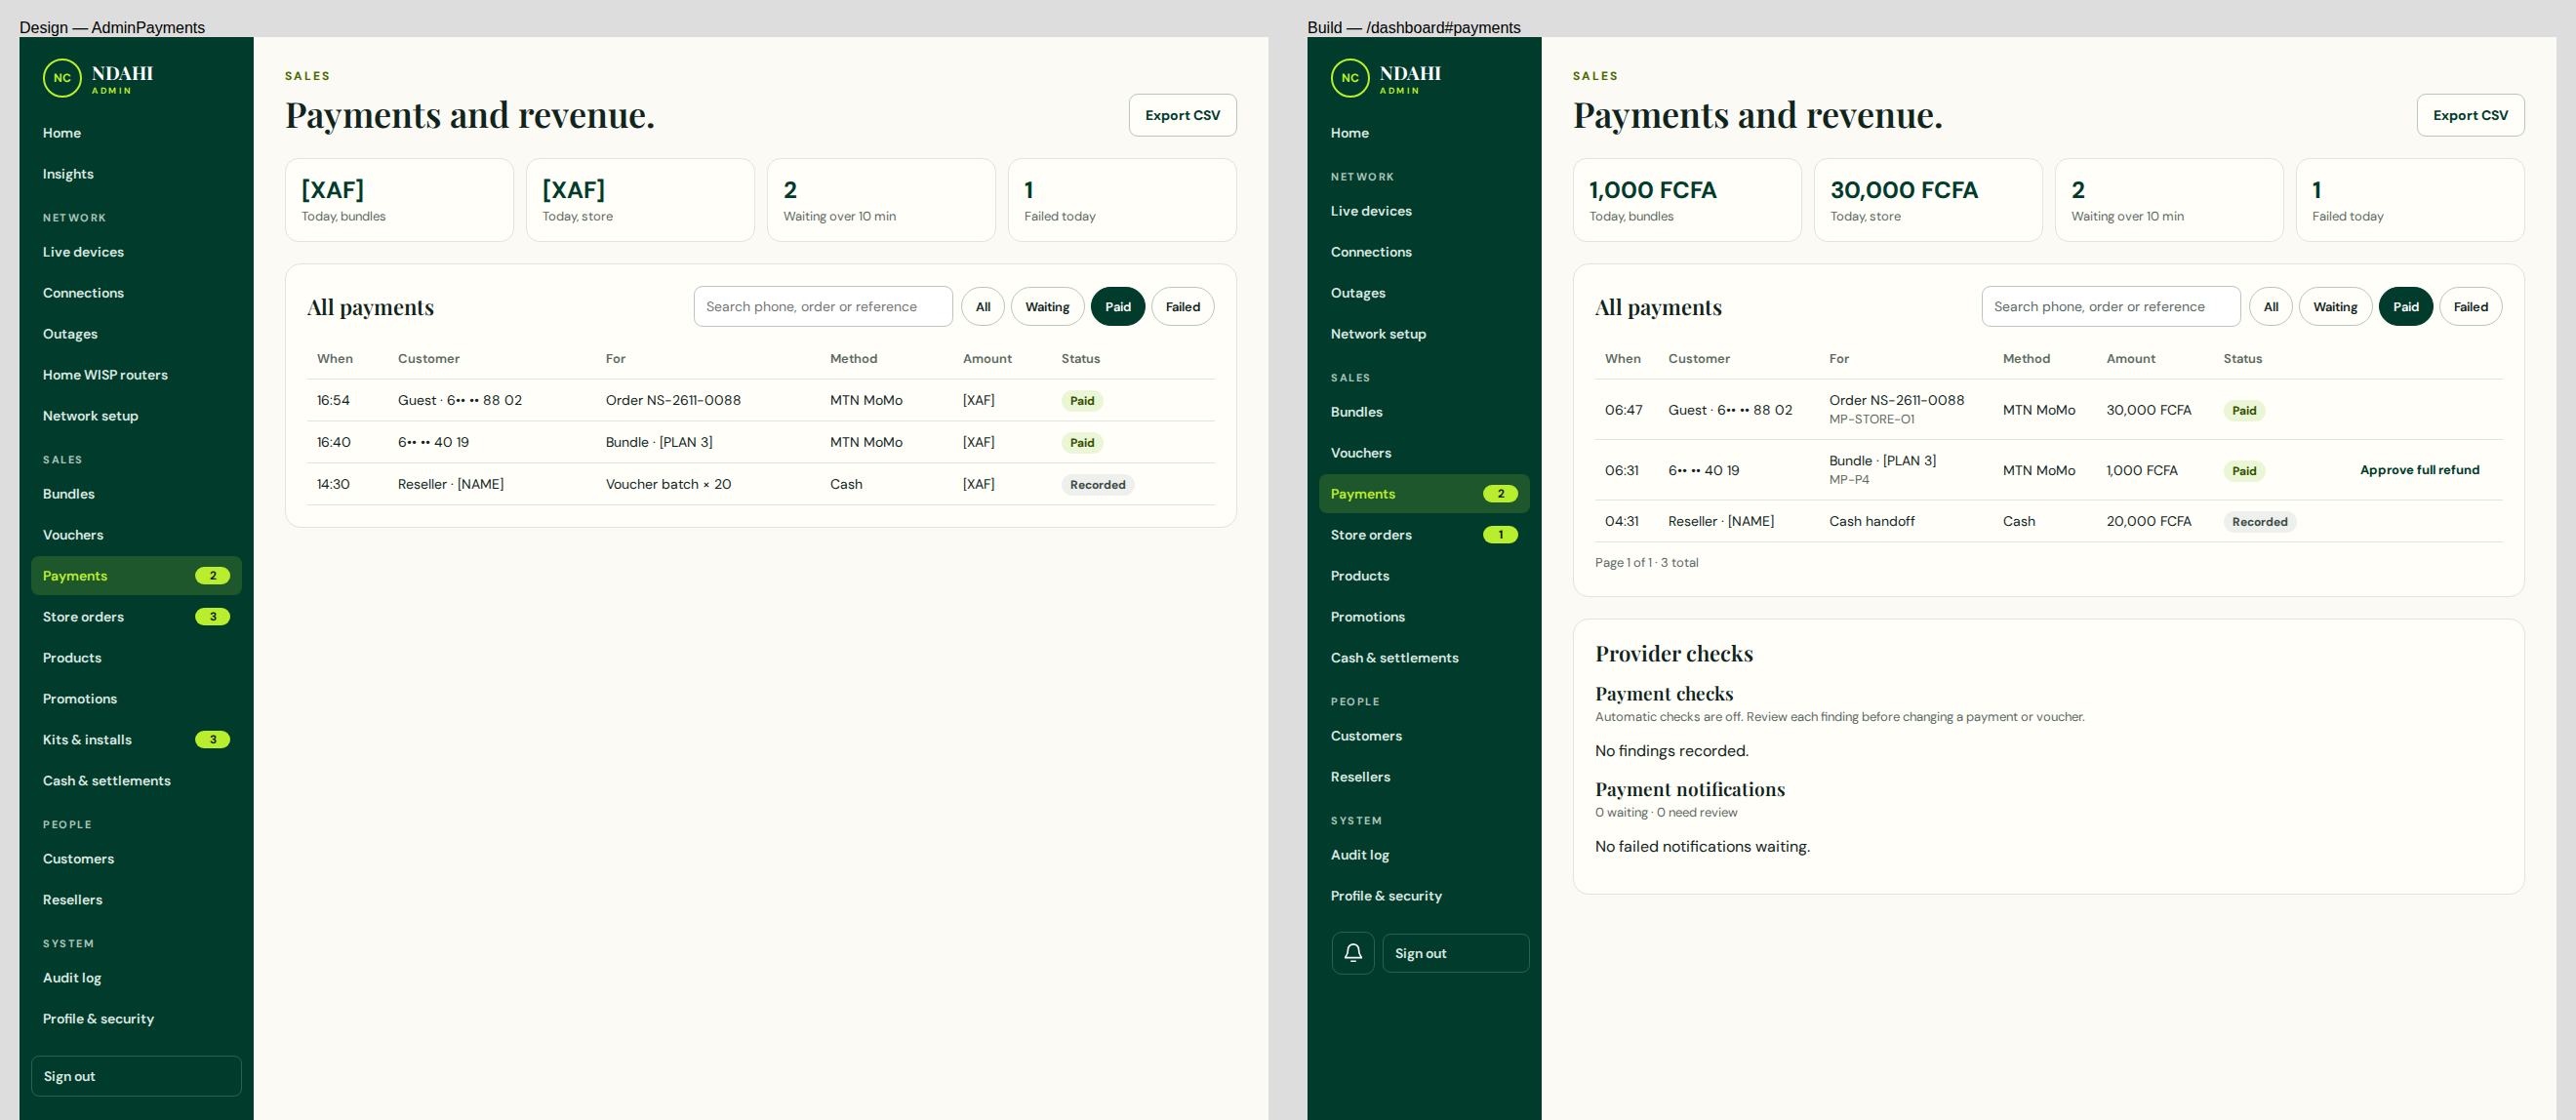 Design — AdminPayments
NC
NDAHI
ADMIN
Home
Insights
NETWORK
Live devices
Connections
Outages
Home WISP routers
Network setup
SALES
Bundles
Vouchers
Payments 2
Store orders 3
Products
Promotions
Kits & installs 3
Cash & settlements
PEOPLE
Customers
Resellers
SYSTEM
Audit log
Profile & security
Sign out
SALES
Payments and revenue.
Export CSV
[XAF]
Today, bundles
[XAF]
Today, store
2
Waiting over 10 min
1
Failed today
All payments
Search phone, order or reference
All Waiting Paid Failed
When Customer For Method Amount Status
16:54 Guest · 6•• •• 88 02 Order NS-2611-0088 MTN MoMo [XAF] Paid
16:40 6•• •• 40 19 Bundle · [PLAN 3] MTN MoMo [XAF] Paid
14:30 Reseller · [NAME] Voucher batch × 20 Cash [XAF] Recorded
Build — /dashboard#payments
NC
NDAHI
ADMIN
Home
NETWORK
Live devices
Connections
Outages
Network setup
SALES
Bundles
Vouchers
Payments 2
Store orders 1
Products
Promotions
Cash & settlements
PEOPLE
Customers
Resellers
SYSTEM
Audit log
Profile & security
Sign out
SALES
Payments and revenue.
Export CSV
1,000 FCFA
Today, bundles
30,000 FCFA
Today, store
2
Waiting over 10 min
1
Failed today
All payments
Search phone, order or reference
All Waiting Paid Failed
When Customer For Method Amount Status
06:47 Guest · 6•• •• 88 02 Order NS-2611-0088 MTN MoMo 30,000 FCFA Paid
MP-STORE-01
06:31 6•• •• 40 19 Bundle · [PLAN 3] MTN MoMo 1,000 FCFA Paid Approve full refund
MP-P4
04:31 Reseller · [NAME] Cash handoff Cash 20,000 FCFA Recorded
Page 1 of 1 · 3 total
Provider checks
Payment checks
Automatic checks are off. Review each finding before changing a payment or voucher.
No findings recorded.
Payment notifications
0 waiting · 0 need review
No failed notifications waiting.